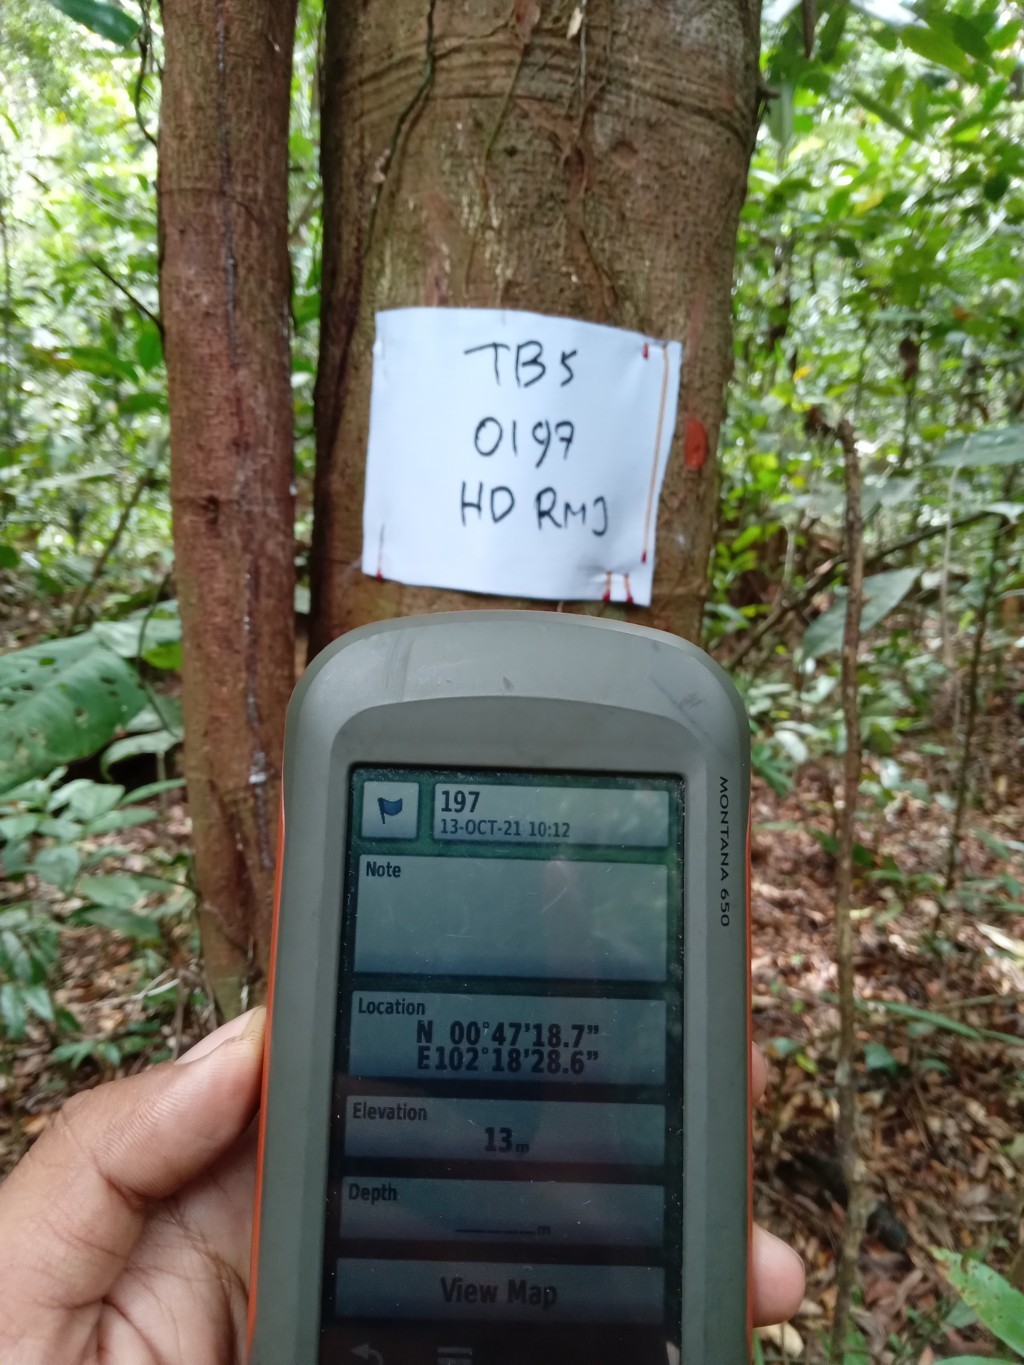 TB5
0197
HD RMJ
MONTANA 650
197
13-OCT-21 10:12
Note
Location
N 00°47'18.7"
E102°18'28.6"
Elevation
13m
Depth
_______m
View Map